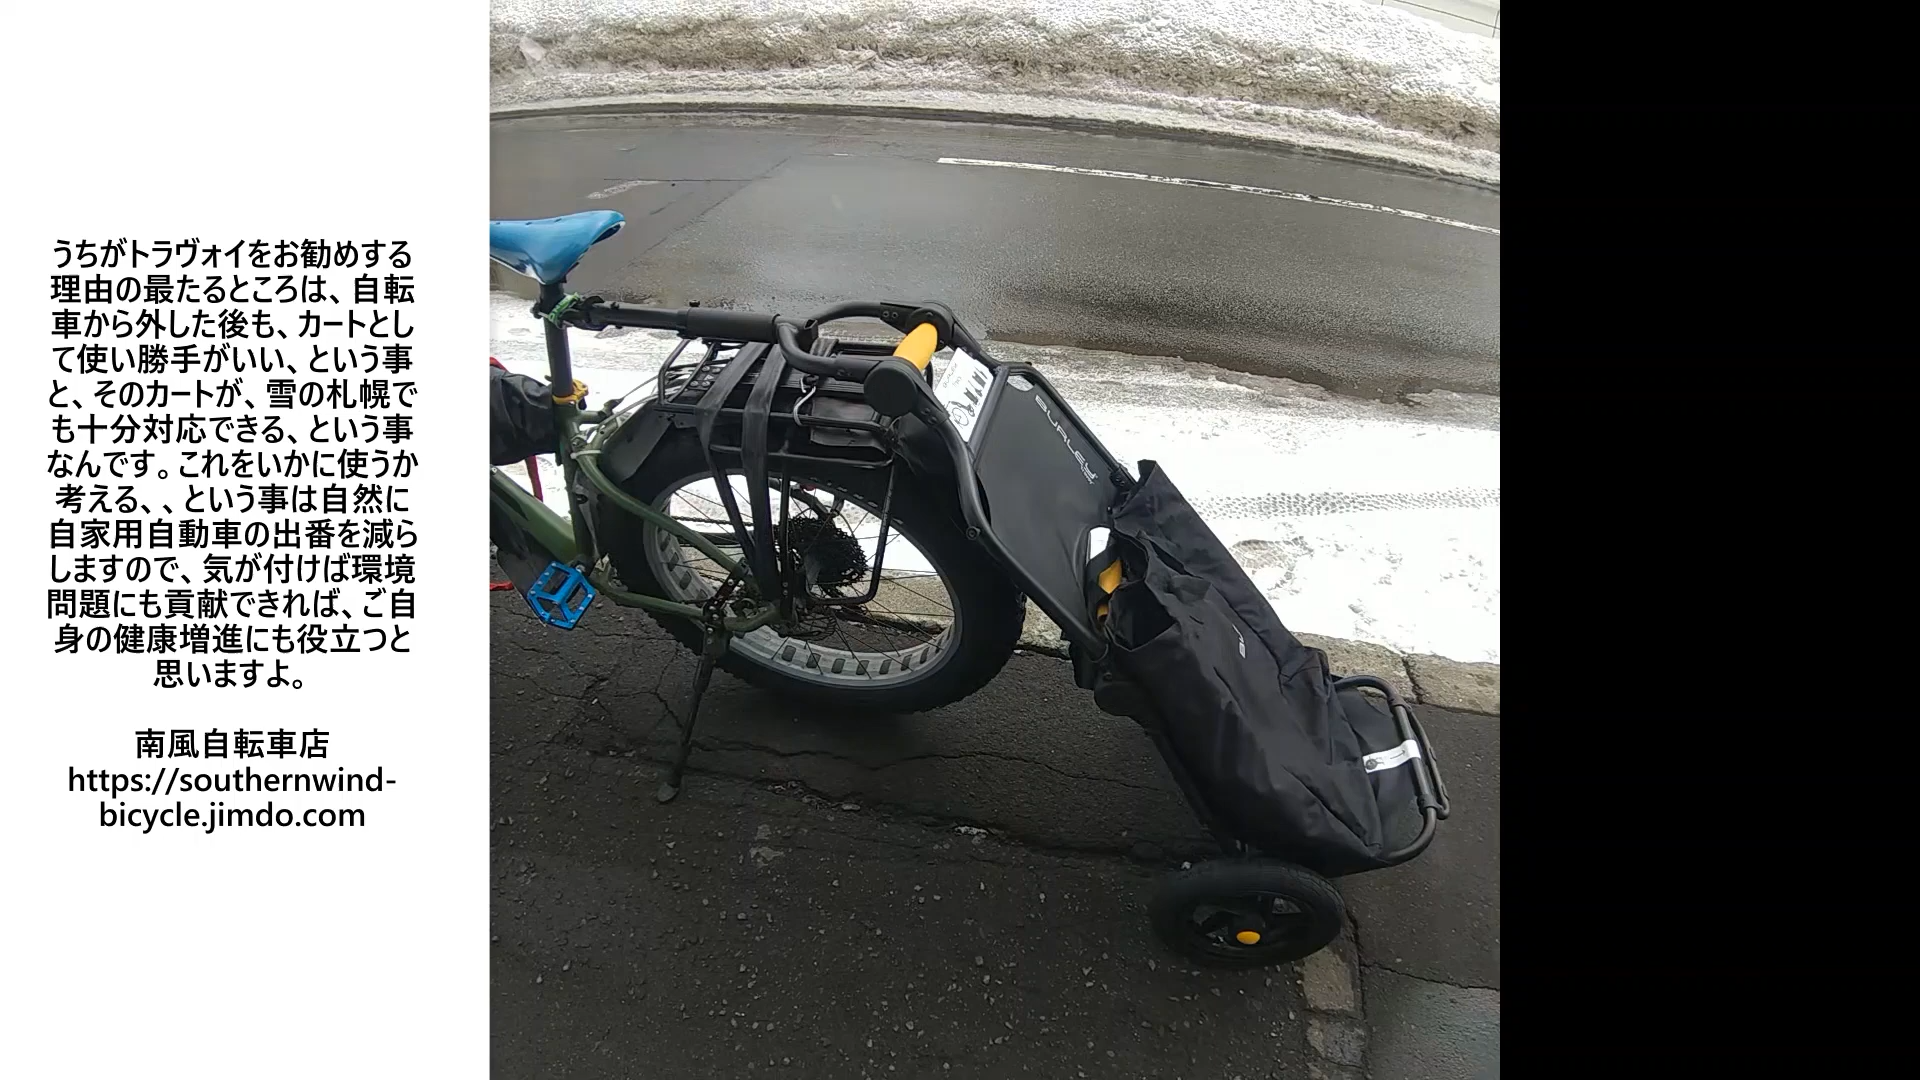 うちがトラヴォイをお勧めする
理由の最たるところは、自転
車から外した後も、カートとし
て使い勝手がいい、という事
と、そのカートが、雪の札幌で
も十分対応できる、という事
なんです。これをいかに使うか
考える、、という事は自然に
自家用自動車の出番を減ら
しますので、気が付けば環境
問題にも貢献できれば、ご自
身の健康増進にも役立つと
思いますよ。
南風自転車店
https://southernwind-
bicycle.jimdo.com
BURLEY